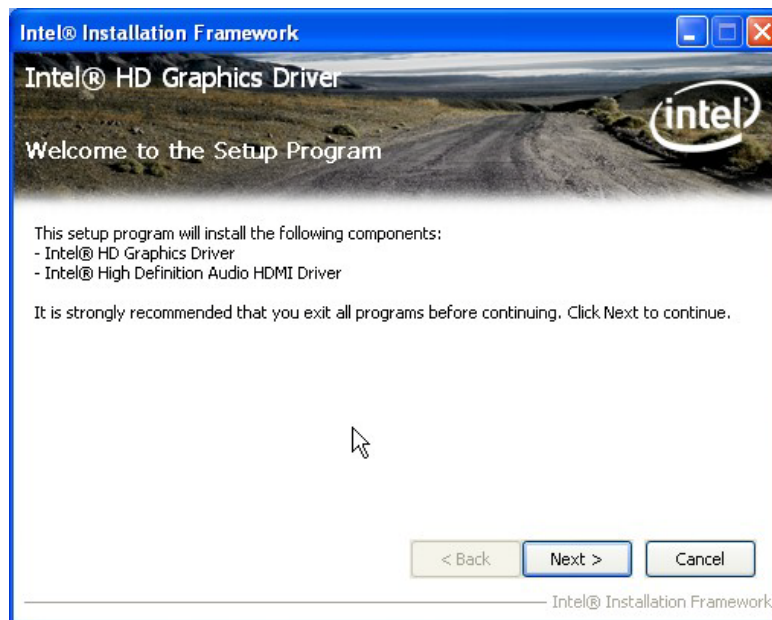 Intel® Installation Framework
Intel® HD Graphics Driver
intel
Welcome to the Setup Program
This setup program will install the following components:
- Intel® HD Graphics Driver
- Intel® High Definition Audio HDMI Driver
It is strongly recommended that you exit all programs before continuing. Click Next to continue.
< Back Next > Cancel
Intel® Installation Framework